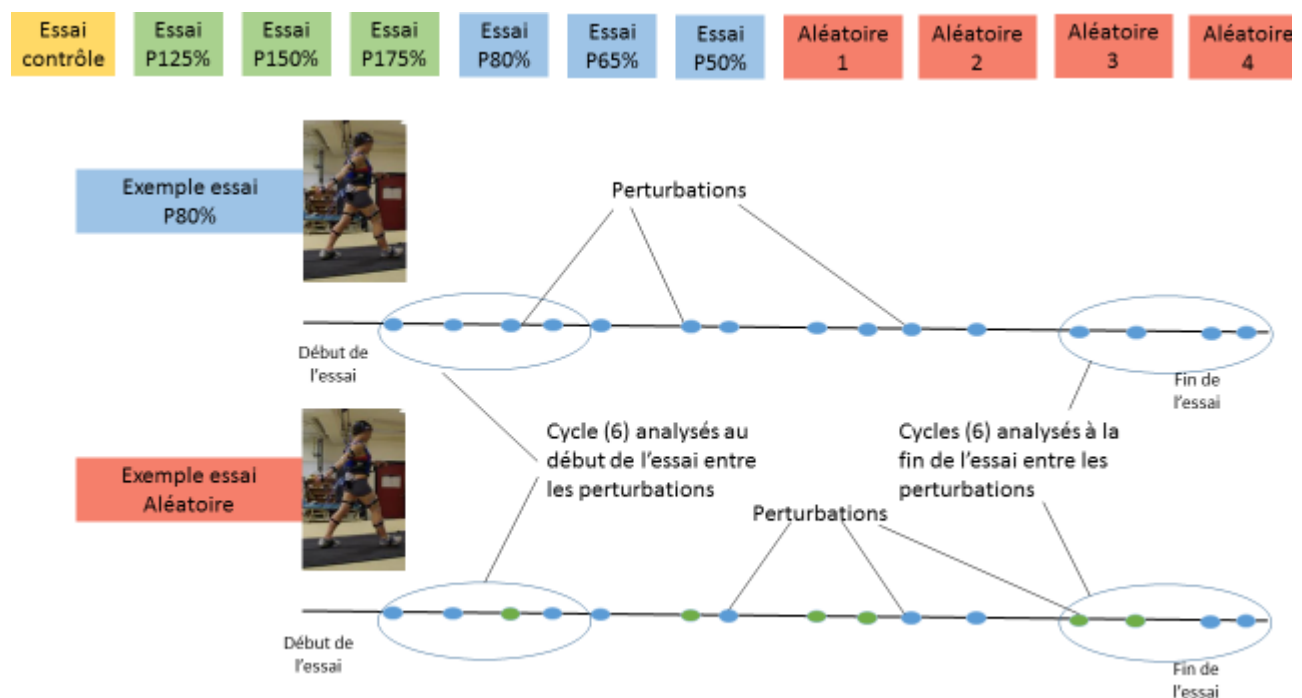 Essai
contrôle
Essai
P125%
Essai
P150%
Essai
P175%
Essai
P80%
Essai
P65%
Essai
P50%
Aléatoire
1
Aléatoire
2
Aléatoire
3
Aléatoire
4
Exemple essai
P80%
Perturbations
Début de
l'essai
Fin de
l'essai
Cycle (6) analysés au
début de l'essai entre
les perturbations
Cycles (6) analysés à la
fin de l'essai entre les
perturbations
Exemple essai
Aléatoire
Perturbations
Début de
l'essai
Fin de
l'essai